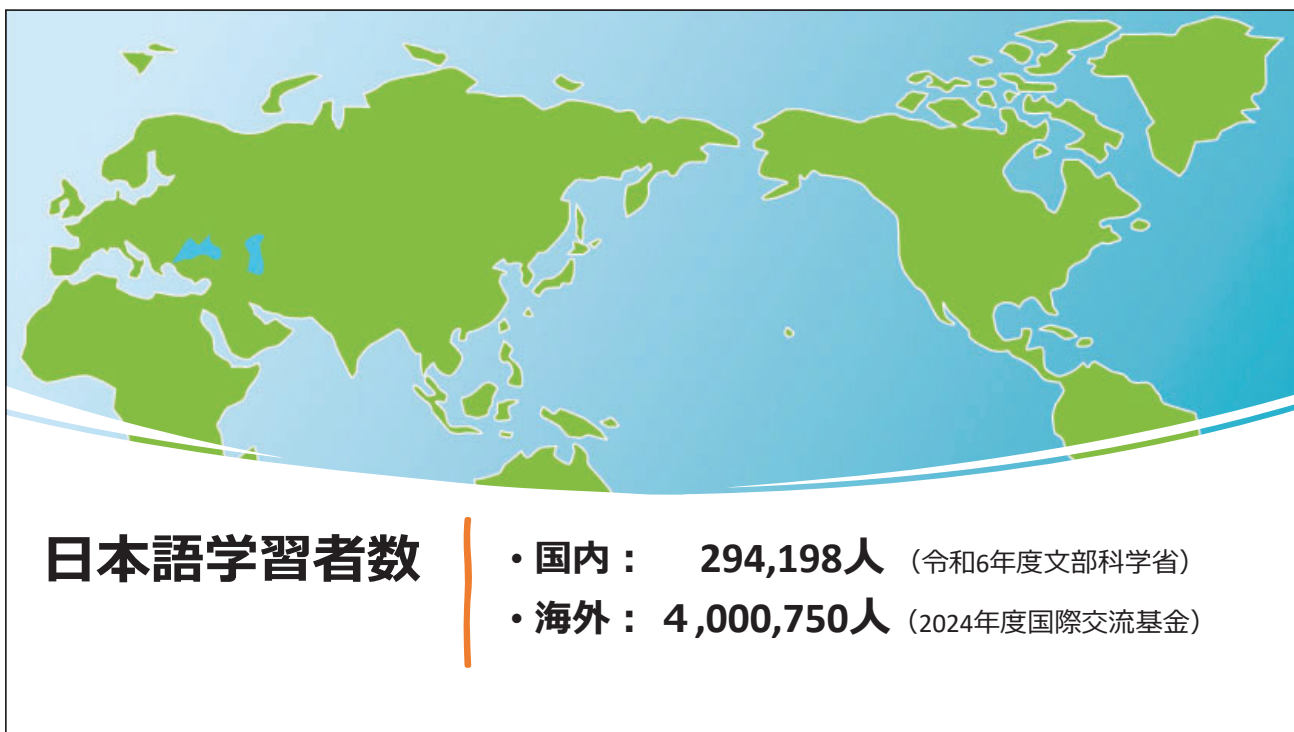 日本語学習者数
・国内： 294,198人 （令和6年度文部科学省）
・海外： ４,000,750人（2024年度国際交流基金）